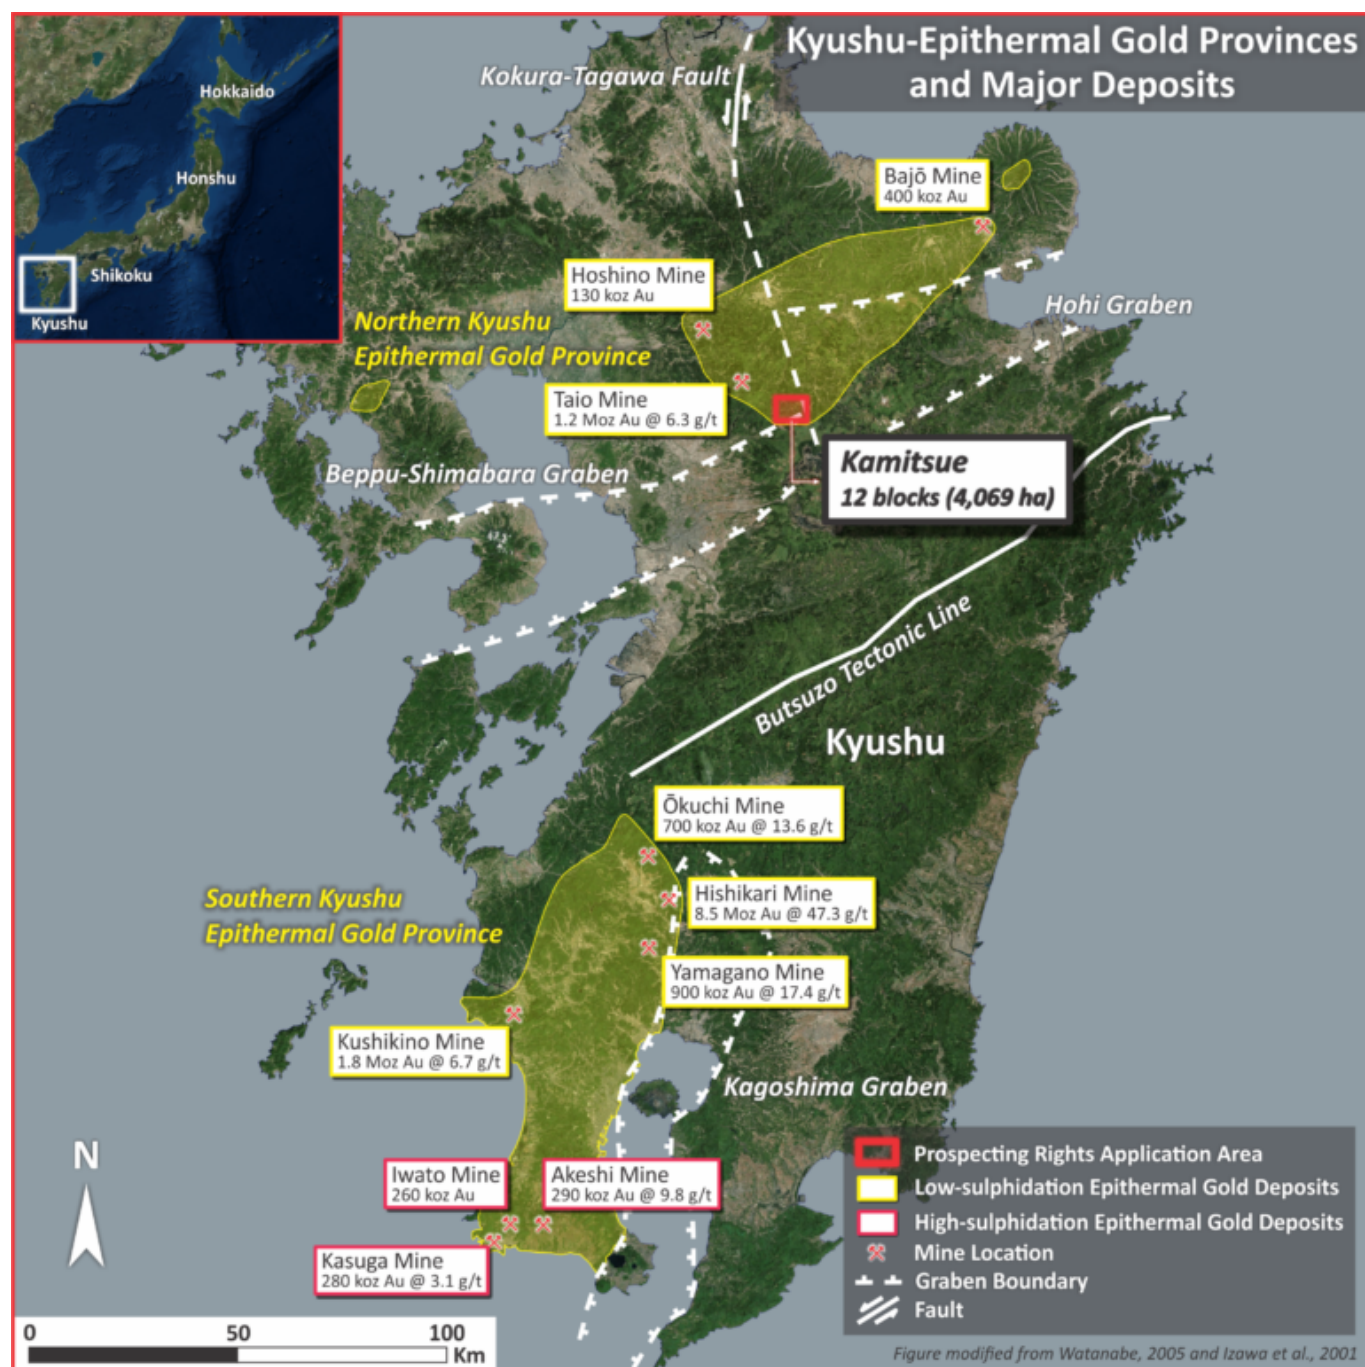 Kyushu-Epithermal Gold Provinces
and Major Deposits
Hokkaido
Honshu
Shikoku
Kyushu
Kokura-Tagawa Fault
Bajō Mine
400 koz Au
Hoshino Mine
130 koz Au
Hohi Graben
Northern Kyushu
Epithermal Gold Province
Taio Mine
1.2 Moz Au @ 6.3 g/t
Kamitsue
12 blocks (4,069 ha)
Beppu-Shimabara Graben
Butsuzo Tectonic Line
Kyushu
Ōkuchi Mine
700 koz Au @ 13.6 g/t
Hishikari Mine
8.5 Moz Au @ 47.3 g/t
Southern Kyushu
Epithermal Gold Province
Yamagano Mine
900 koz Au @ 17.4 g/t
Kushikino Mine
1.8 Moz Au @ 6.7 g/t
Kagoshima Graben
Iwato Mine
260 koz Au
Akeshi Mine
290 koz Au @ 9.8 g/t
Kasuga Mine
280 koz Au @ 3.1 g/t
N
Prospecting Rights Application Area
Low-sulphidation Epithermal Gold Deposits
High-sulphidation Epithermal Gold Deposits
Mine Location
Graben Boundary
Fault
0 50 100
Km
Figure modified from Watanabe, 2005 and Izawa et al., 2001